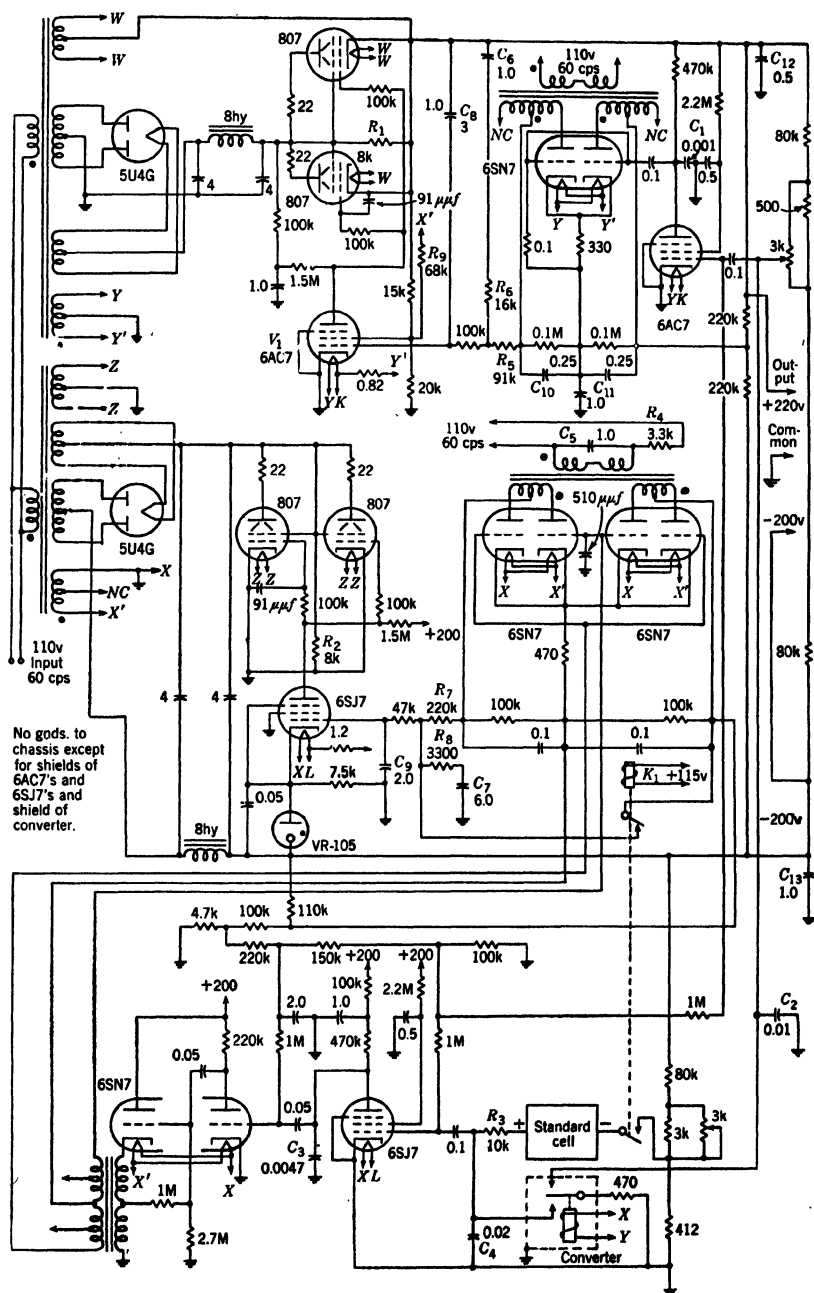 W
W
807
W
W
22
100k
8hy
5U4G
4
4
22
R1
8k
W
807
91 μμf
X'
100k
100k
1.5M
1.0
R9
68k
15k
V1
6AC7
Y'
YK
0.82
20k
Y
Y'
Z
Z
C6
1.0
1.0
C8
3
110v
60 cps
NC
NC
6SN7
Y
Y'
0.1
330
0.1
470k
2.2M
C1
0.001
0.5
C12
0.5
80k
500
3k
0.1
6AC7
YK
R6
16k
100k
R5
91k
0.1M
0.1M
0.25
0.25
C10
C11
1.0
220k
220k
Output
+220v
Common
-200v
80k
-200v
5U4G
X
NC
X'
110v
Input
60 cps
No gnds. to
chassis except
for shields of
6AC7's and
6SJ7's and
shield of
converter.
4
4
8hy
22
22
807
807
Z Z
Z Z
91 μμf
100k
100k
1.5M
+200
R2
8k
6SJ7
XL
1.2
7.5k
0.05
VR-105
110k
47k
R7
220k
R8
3300
C9
2.0
C7
6.0
110v
60 cps
C5
1.0
R4
3.3k
510 μμf
X
X'
X
X'
6SN7
6SN7
470
100k
100k
0.1
0.1
K1
+115v
C13
1.0
4.7k
100k
220k
150k
100k
+200
220k
0.05
6SN7
X'
X
1M
2.7M
2.0
1.0
1M
0.05
C3
0.0047
+200
100k
470k
+200
2.2M
0.5
1M
6SJ7
XL
0.1
R3
10k
+
Standard
cell
-
1M
C2
0.01
80k
3k
3k
470
X
Y
Converter
0.02
C4
412